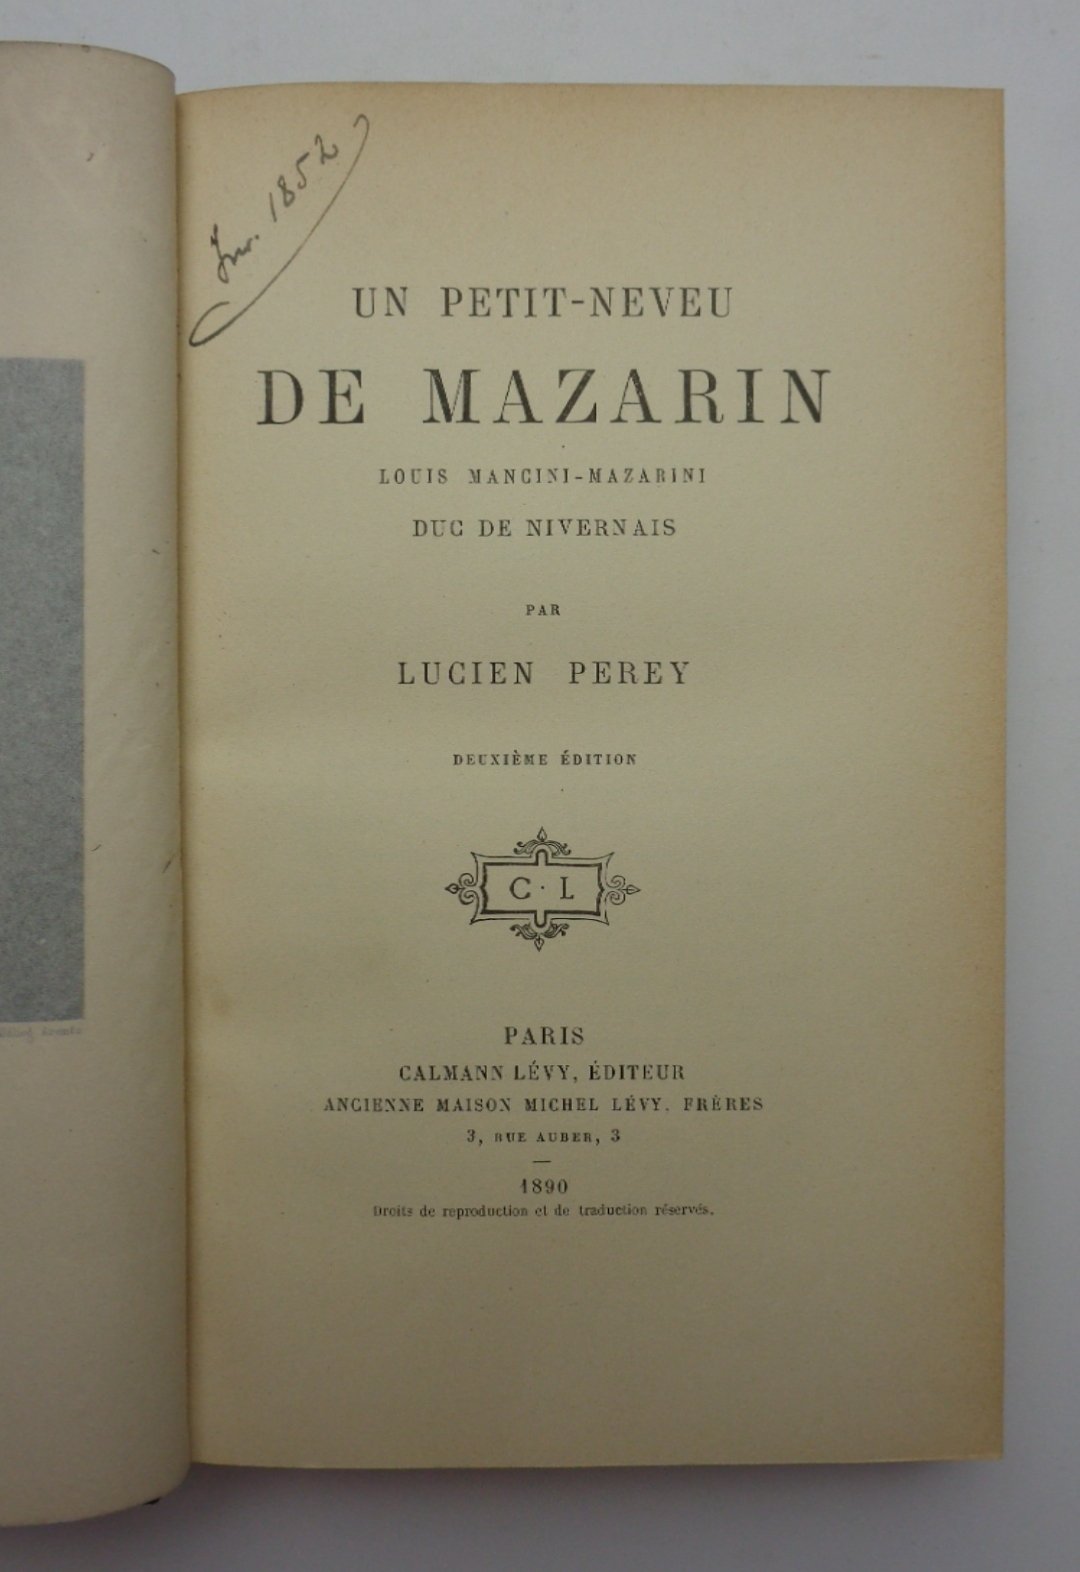 Inv. 1852
UN PETIT-NEVEU
DE MAZARIN
LOUIS MANCINI-MAZARINI
DUC DE NIVERNAIS
PAR
LUCIEN PEREY
DEUXIÈME ÉDITION
C · L
PARIS
CALMANN LÉVY, ÉDITEUR
ANCIENNE MAISON MICHEL LÉVY, FRÈRES
3, RUE AUBER, 3
1890
Droits de reproduction et de traduction réservés.